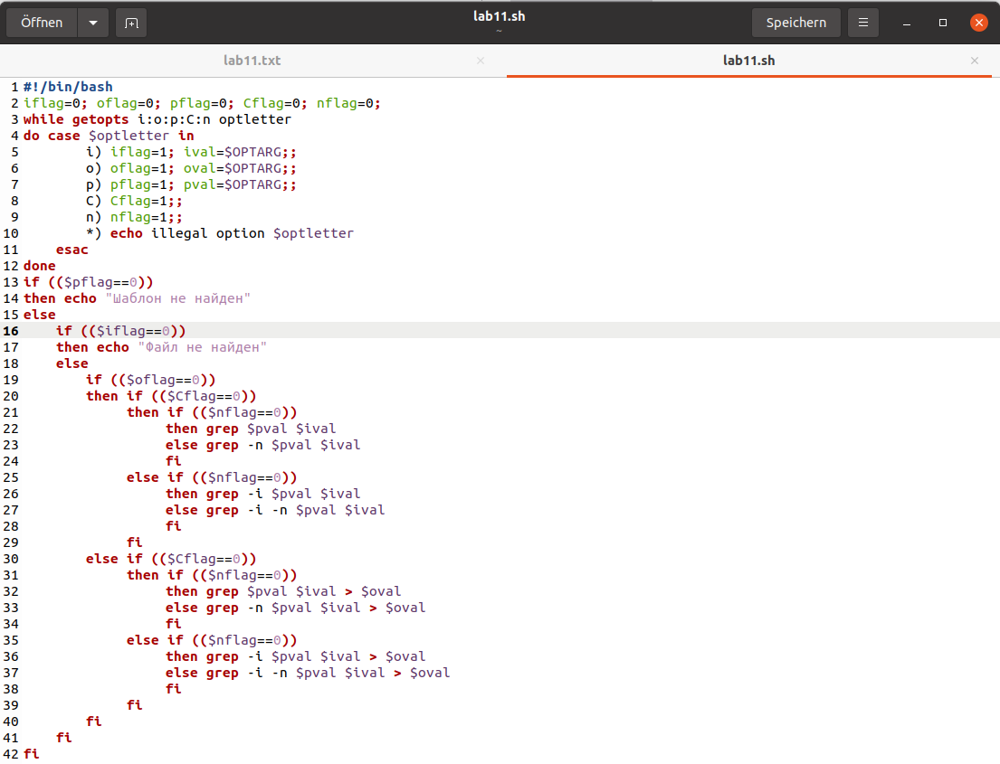 Öffnen
lab11.sh
~
Speichern
lab11.txt
lab11.sh
1 #!/bin/bash
2 iflag=0; oflag=0; pflag=0; Cflag=0; nflag=0;
3 while getopts i:o:p:C:n optletter
4 do case $optletter in
5 i) iflag=1; ival=$OPTARG;;
6 o) oflag=1; oval=$OPTARG;;
7 p) pflag=1; pval=$OPTARG;;
8 C) Cflag=1;;
9 n) nflag=1;;
10 *) echo illegal option $optletter
11 esac
12 done
13 if (($pflag==0))
14 then echo "Шаблон не найден"
15 else
16 if (($iflag==0))
17 then echo "Файл не найден"
18 else
19 if (($oflag==0))
20 then if (($Cflag==0))
21 then if (($nflag==0))
22 then grep $pval $ival
23 else grep -n $pval $ival
24 fi
25 else if (($nflag==0))
26 then grep -i $pval $ival
27 else grep -i -n $pval $ival
28 fi
29 fi
30 else if (($Cflag==0))
31 then if (($nflag==0))
32 then grep $pval $ival > $oval
33 else grep -n $pval $ival > $oval
34 fi
35 else if (($nflag==0))
36 then grep -i $pval $ival > $oval
37 else grep -i -n $pval $ival > $oval
38 fi
39 fi
40 fi
41 fi
42 fi